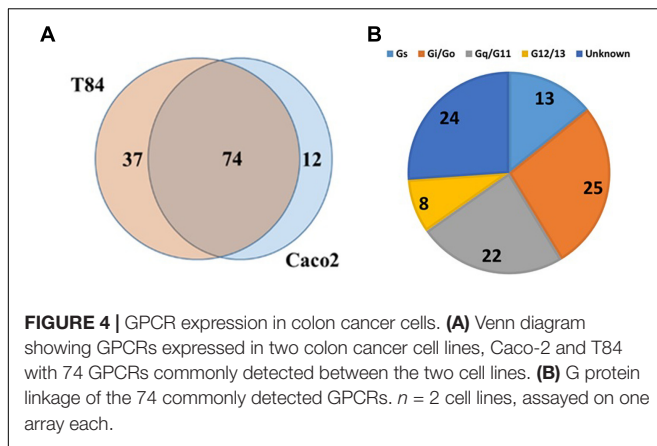 A
T84
37
74
12
Caco2
B
Gs Gi/Go Gq/G11 G12/13 Unknown
13
24
25
8
22
FIGURE 4 | GPCR expression in colon cancer cells. (A) Venn diagram
showing GPCRs expressed in two colon cancer cell lines, Caco-2 and T84
with 74 GPCRs commonly detected between the two cell lines. (B) G protein
linkage of the 74 commonly detected GPCRs. n = 2 cell lines, assayed on one
array each.